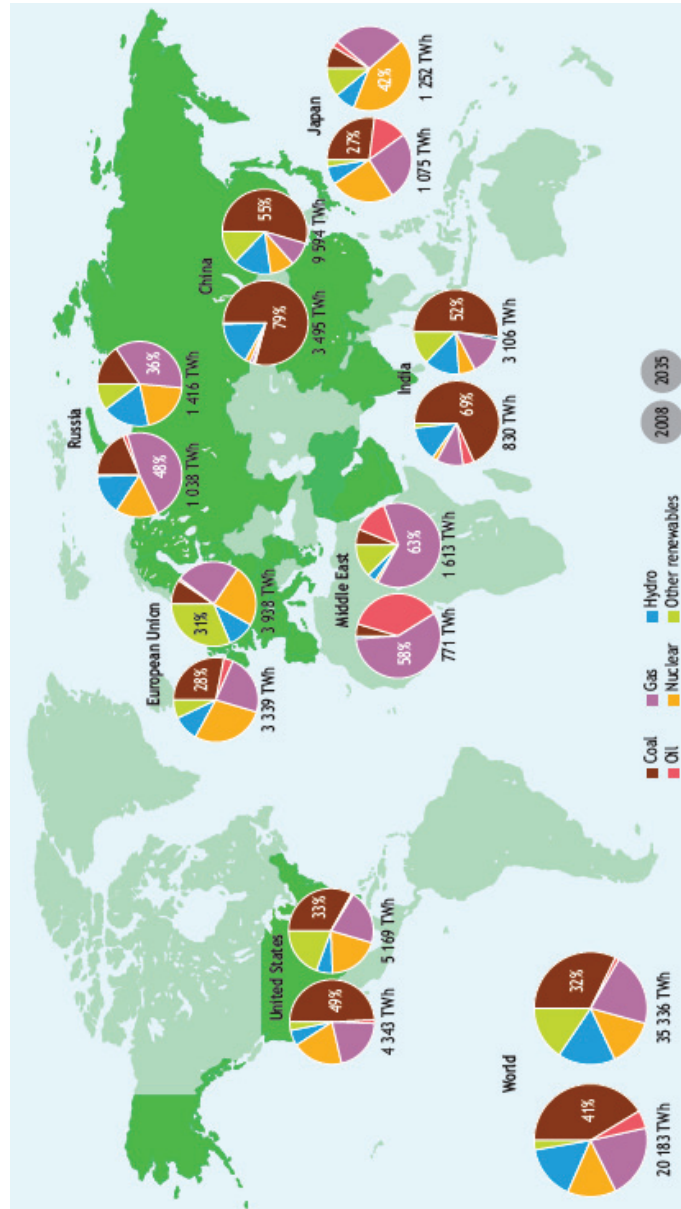 Russia
48%
36%
1 038 TWh
1 416 TWh
European Union
28%
31%
3 339 TWh
3 938 TWh
China
79%
55%
3 495 TWh
9 594 TWh
Japan
27%
42%
1 075 TWh
1 252 TWh
United States
49%
33%
4 343 TWh
5 169 TWh
Middle East
58%
63%
771 TWh
1 613 TWh
India
69%
52%
830 TWh
3 106 TWh
World
41%
32%
20 183 TWh
35 336 TWh
Coal Gas Hydro
Oil Nuclear Other renewables
2008 2035